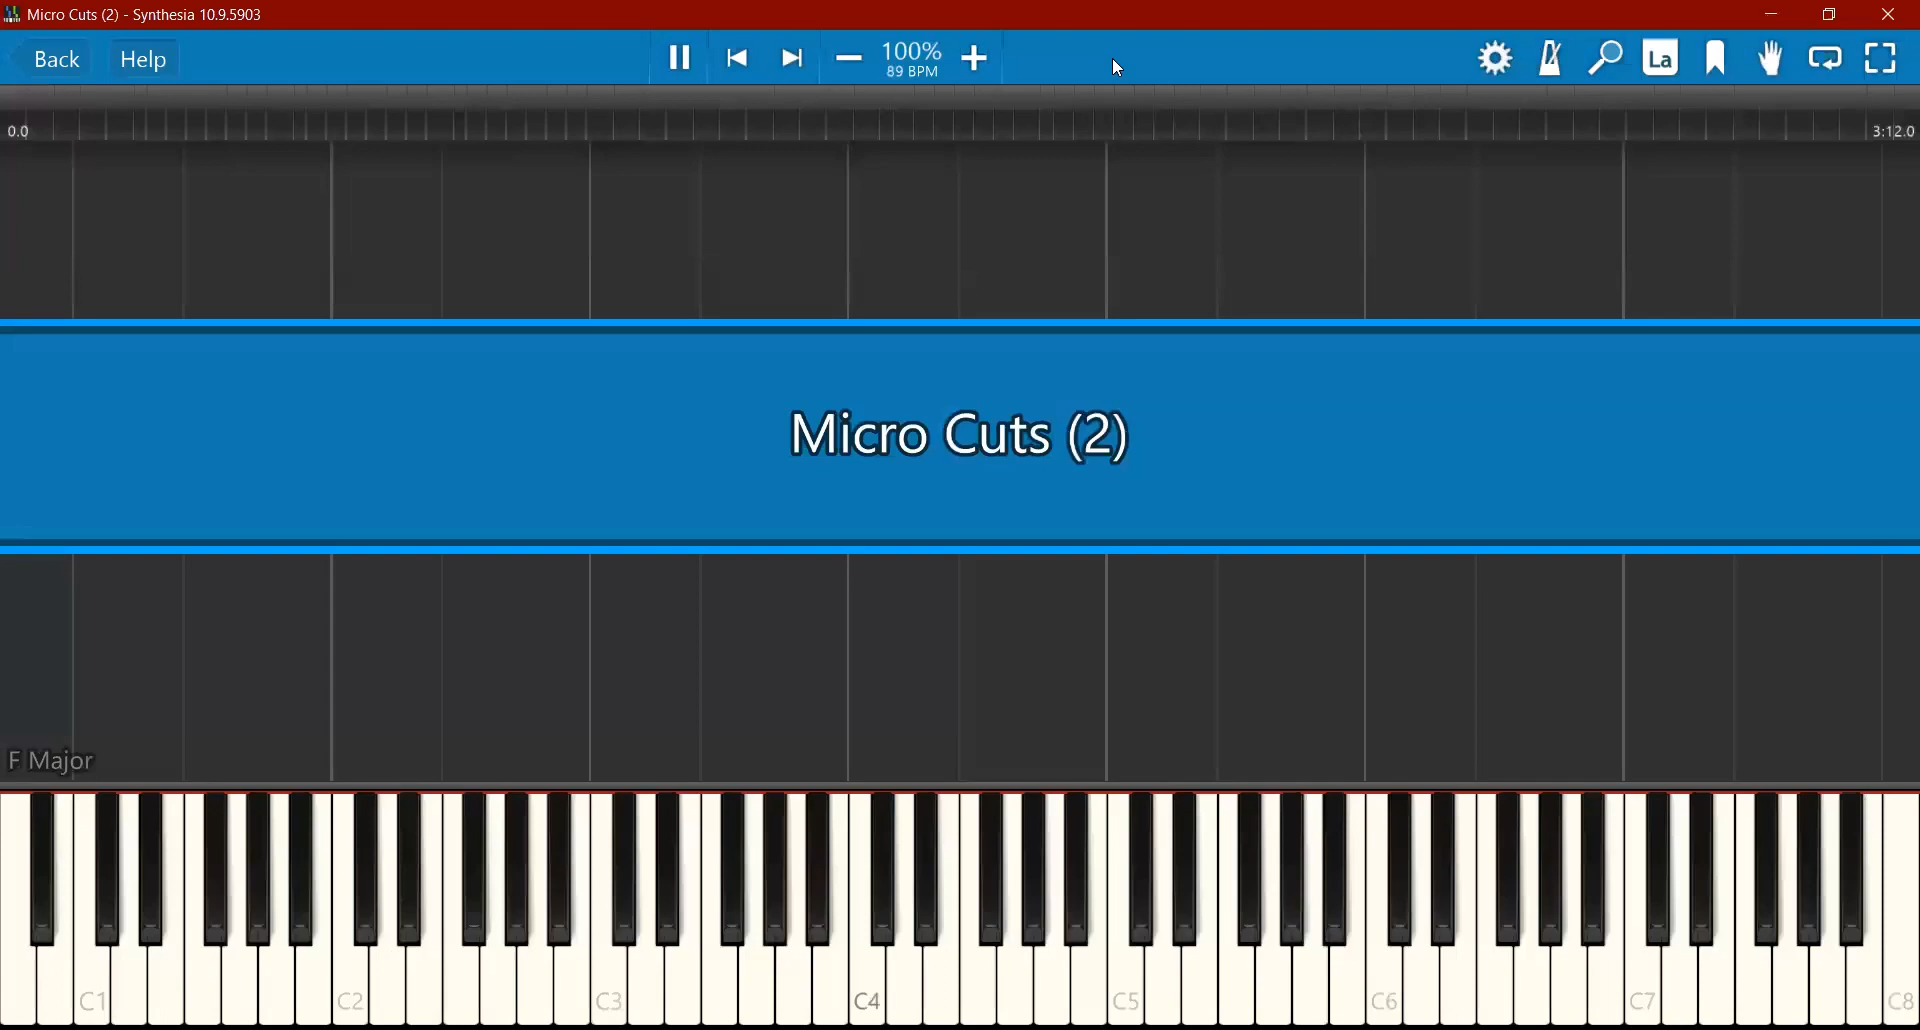 Micro Cuts (2) - Synthesia 10.9.5903
Back Help 100% La
89 BPM
0.0 3:12.0
Micro Cuts (2)
F Major
C1 C2 C3 C4 C5 C6 C7 C8